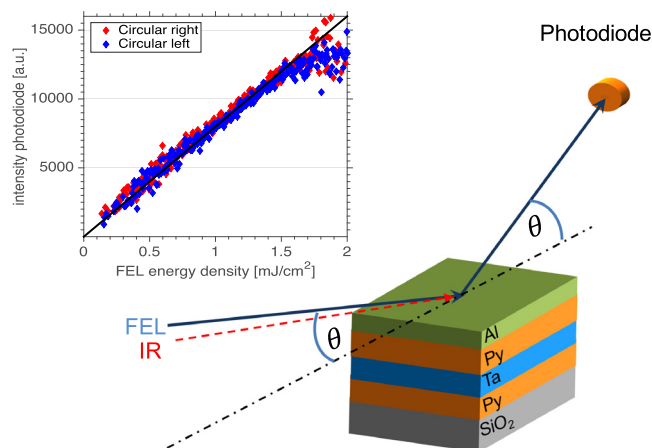 Photodiode
Circular right
Circular left
15000
10000
5000
intensity photodiode [a.u.]
0
0.5
1
1.5
2
FEL energy density [mJ/cm²]
θ
FEL
IR
θ
Al
Py
Ta
Py
SiO₂